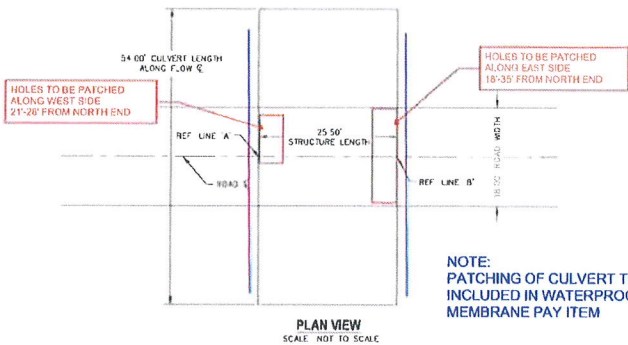 54.00' CULVERT LENGTH
ALONG FLOW ℄
HOLES TO BE PATCHED
ALONG WEST SIDE
21'-26' FROM NORTH END
HOLES TO BE PATCHED
ALONG EAST SIDE
18'-35' FROM NORTH END
REF LINE 'A'
25.50'
STRUCTURE LENGTH
ROAD ℄
REF LINE 'B'
ROAD WIDTH
NOTE:
PATCHING OF CULVERT T
INCLUDED IN WATERPROO
MEMBRANE PAY ITEM
PLAN VIEW
SCALE NOT TO SCALE